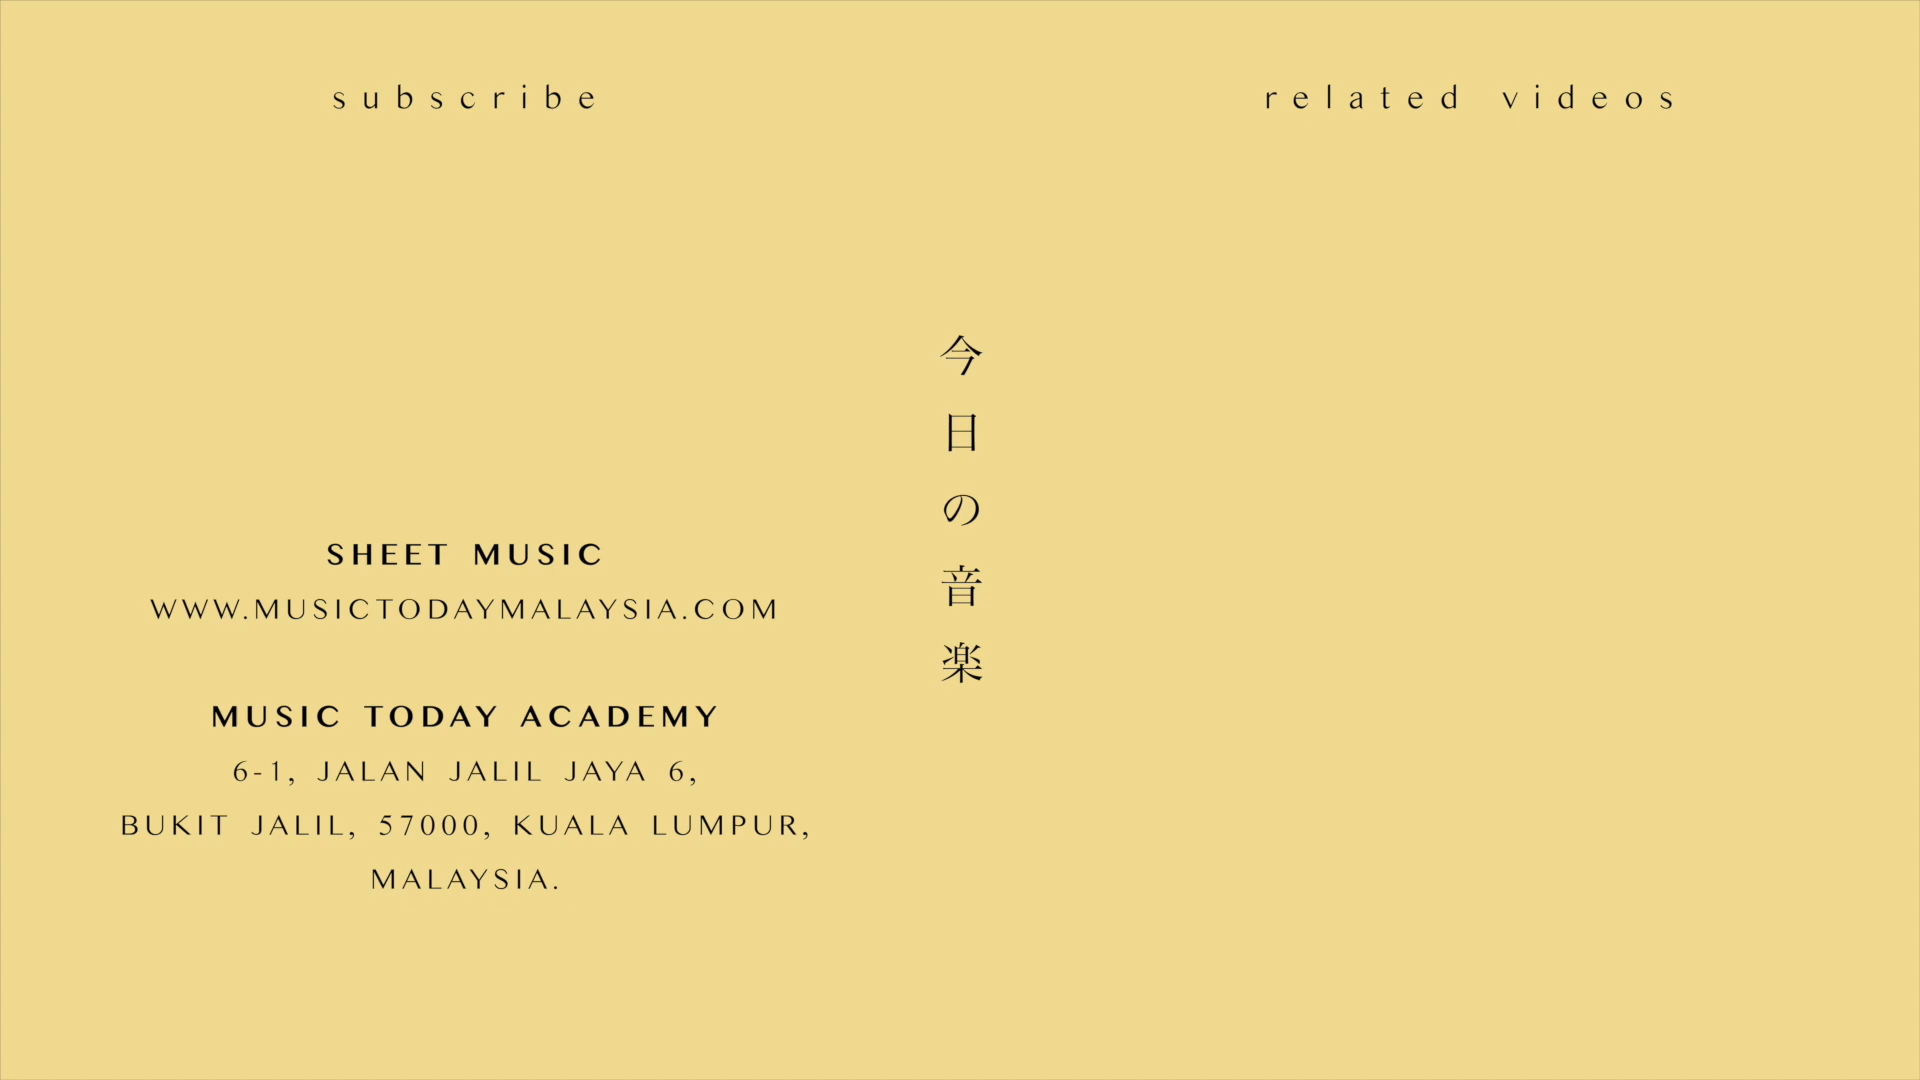 subscribe
related videos
今日の音楽
SHEET MUSIC
WWW.MUSICTODAYMALAYSIA.COM
MUSIC TODAY ACADEMY
6-1, JALAN JALIL JAYA 6,
BUKIT JALIL, 57000, KUALA LUMPUR,
MALAYSIA.